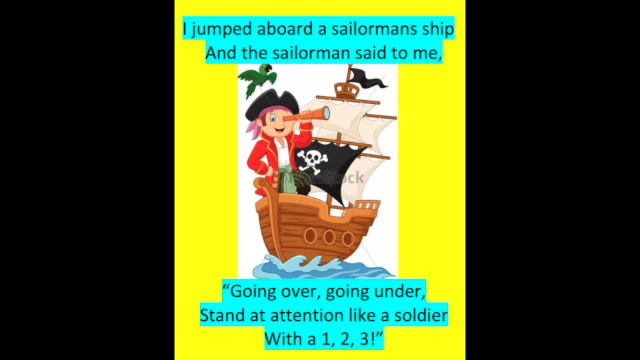 I jumped aboard a sailormans ship
And the sailorman said to me,
"Going over, going under,
Stand at attention like a soldier
With a 1, 2, 3!"